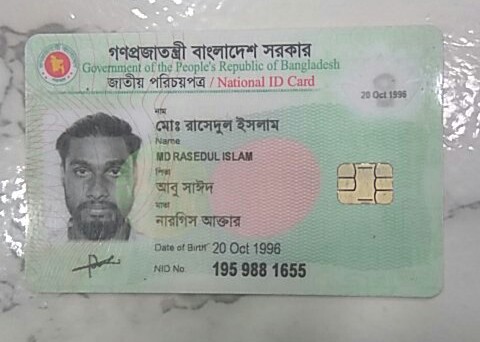 গণপ্রজাতন্ত্রী বাংলাদেশ সরকার
Government of the People's Republic of Bangladesh
জাতীয় পরিচয়পত্র / National ID Card
20 Oct 1996
নাম
মোঃ রাসেদুল ইসলাম
Name
MD RASEDUL ISLAM
পিতা
আবু সাঈদ
মাতা
নারগিস আক্তার
Date of Birth 20 Oct 1996
NID No 195 988 1655